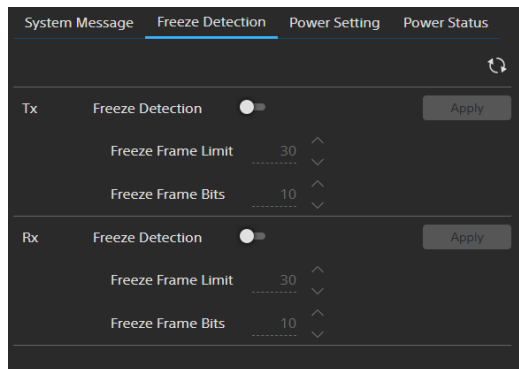 System Message Freeze Detection Power Setting Power Status
Tx Freeze Detection Apply
Freeze Frame Limit 30
Freeze Frame Bits 10
Rx Freeze Detection Apply
Freeze Frame Limit 30
Freeze Frame Bits 10